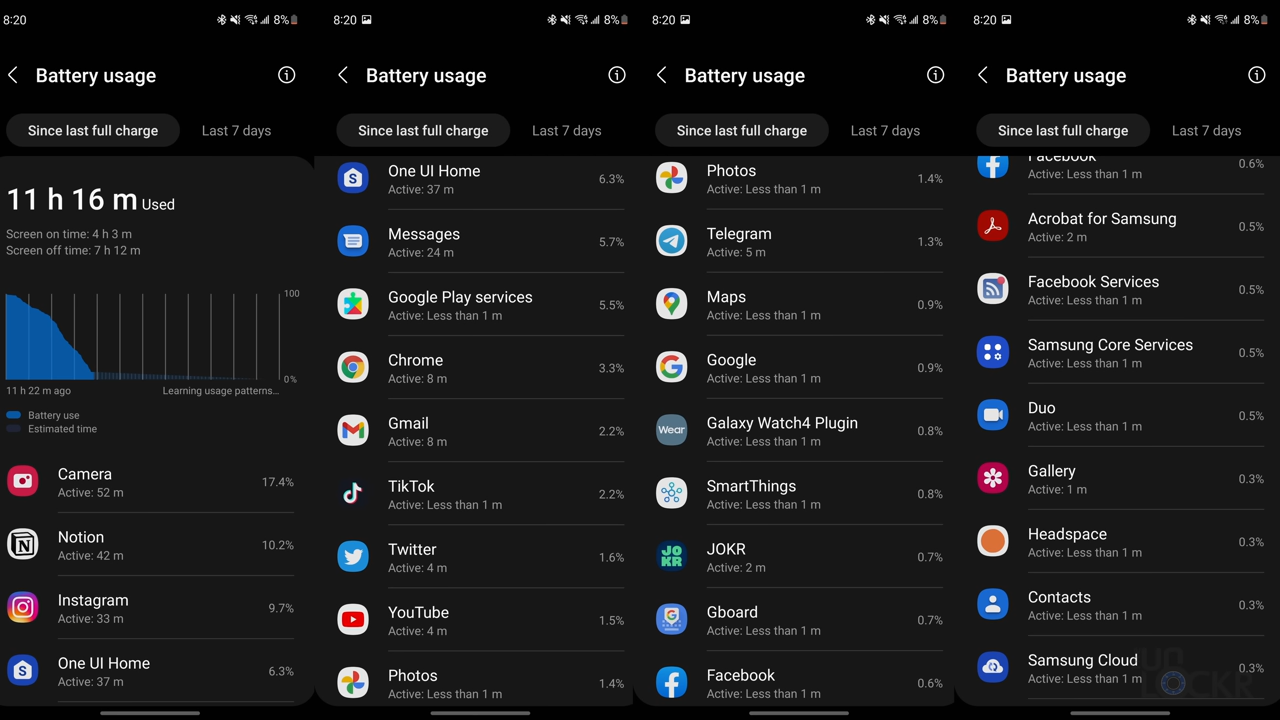 8:20
8%
Battery usage
Since last full charge
Last 7 days
11 h 16 m Used
Screen on time: 4 h 3 m
Screen off time: 7 h 12 m
100
0%
11 h 22 m ago
Learning usage patterns...
Battery use
Estimated time
Camera
Active: 52 m
17.4%
Notion
Active: 42 m
10.2%
Instagram
Active: 33 m
9.7%
One UI Home
Active: 37 m
6.3%
8:20
8%
Battery usage
Since last full charge
Last 7 days
One UI Home
Active: 37 m
6.3%
Messages
Active: 24 m
5.7%
Google Play services
Active: Less than 1 m
5.5%
Chrome
Active: 8 m
3.3%
Gmail
Active: 8 m
2.2%
TikTok
Active: Less than 1 m
2.2%
Twitter
Active: 4 m
1.6%
YouTube
Active: 4 m
1.5%
Photos
Active: Less than 1 m
1.4%
8:20
8%
Battery usage
Since last full charge
Last 7 days
Photos
Active: Less than 1 m
1.4%
Telegram
Active: 5 m
1.3%
Maps
Active: Less than 1 m
0.9%
Google
Active: Less than 1 m
0.9%
Wear
Galaxy Watch4 Plugin
Active: Less than 1 m
0.8%
SmartThings
Active: Less than 1 m
0.8%
JO
KR
JOKR
Active: 2 m
0.7%
Gboard
Active: Less than 1 m
0.7%
Facebook
Active: Less than 1 m
0.6%
8:20
8%
Battery usage
Since last full charge
Last 7 days
Facebook
Active: Less than 1 m
0.6%
Acrobat for Samsung
Active: 2 m
0.5%
Facebook Services
Active: Less than 1 m
0.5%
Samsung Core Services
Active: Less than 1 m
0.5%
Duo
Active: Less than 1 m
0.5%
Gallery
Active: 1 m
0.3%
Headspace
Active: Less than 1 m
0.3%
Contacts
Active: Less than 1 m
0.3%
Samsung Cloud
Active: Less than 1 m
0.3%
UN
LOCKR